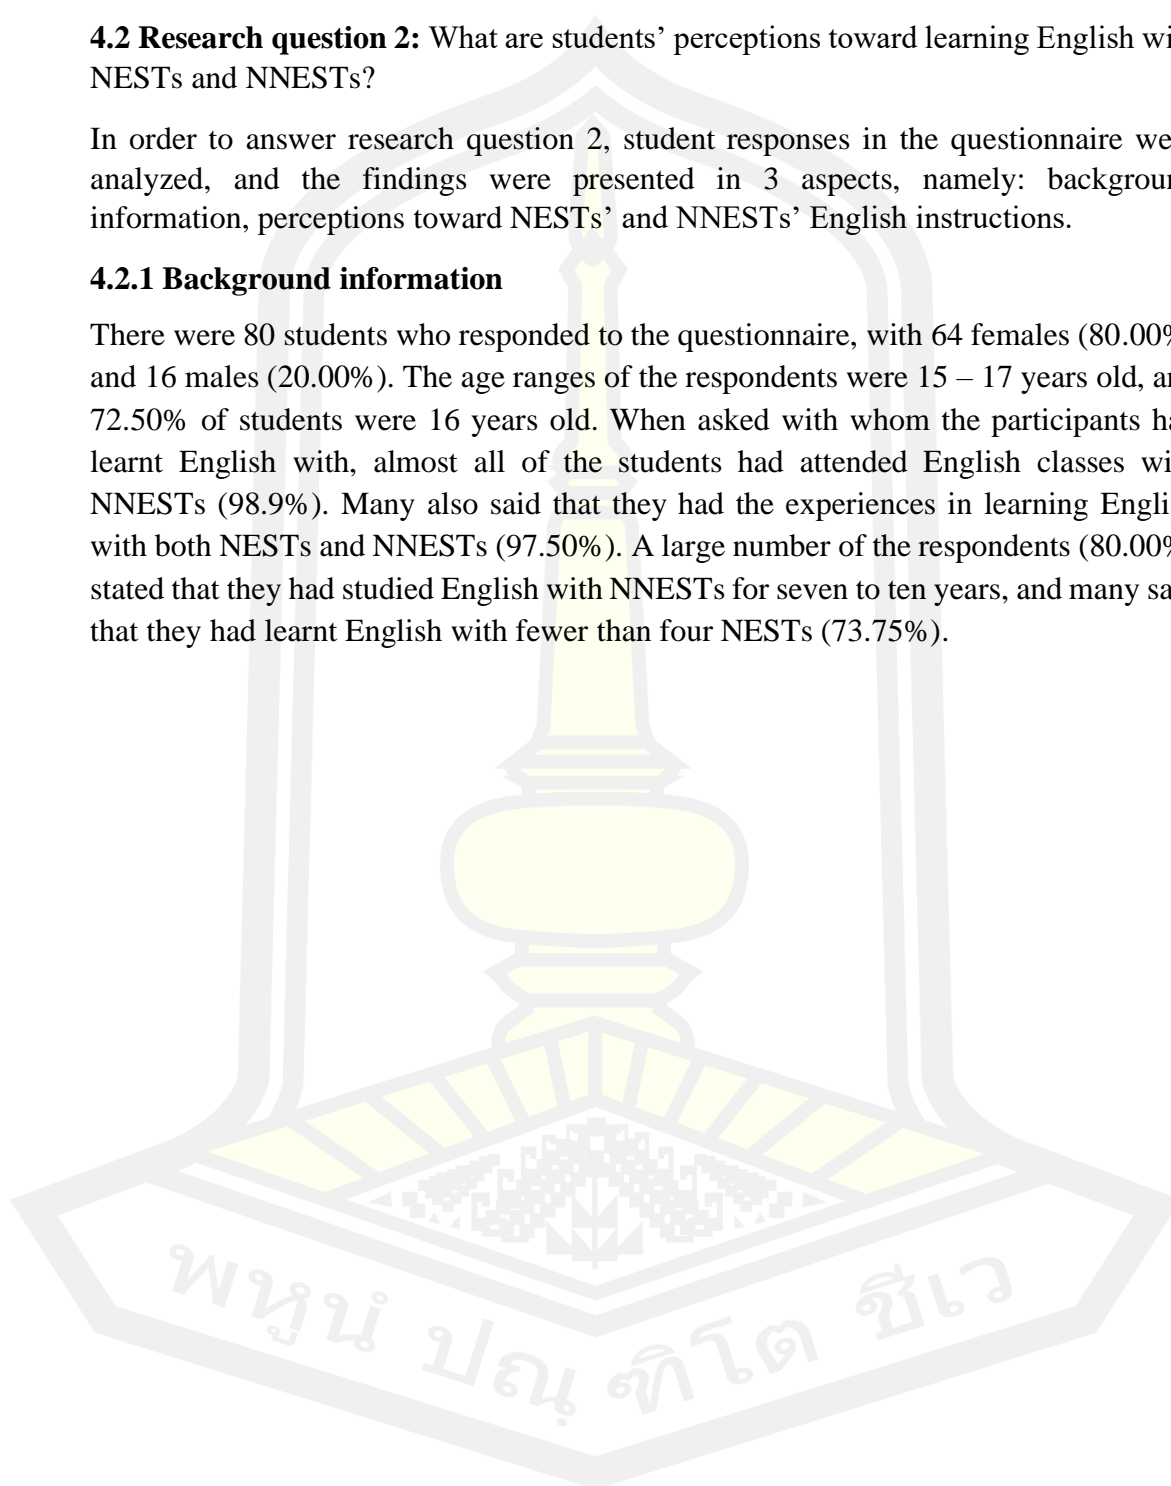 4.2 Research question 2: What are students’ perceptions toward learning English wi
NESTs and NNESTs?
In order to answer research question 2, student responses in the questionnaire we
analyzed, and the findings were presented in 3 aspects, namely: backgroun
information, perceptions toward NESTs’ and NNESTs’ English instructions.
4.2.1 Background information
There were 80 students who responded to the questionnaire, with 64 females (80.00%
and 16 males (20.00%). The age ranges of the respondents were 15 – 17 years old, an
72.50% of students were 16 years old. When asked with whom the participants ha
learnt English with, almost all of the students had attended English classes wi
NNESTs (98.9%). Many also said that they had the experiences in learning Englis
with both NESTs and NNESTs (97.50%). A large number of the respondents (80.00%
stated that they had studied English with NNESTs for seven to ten years, and many sa
that they had learnt English with fewer than four NESTs (73.75%).
พหูนํ ปณฺฑิโต ชีเว